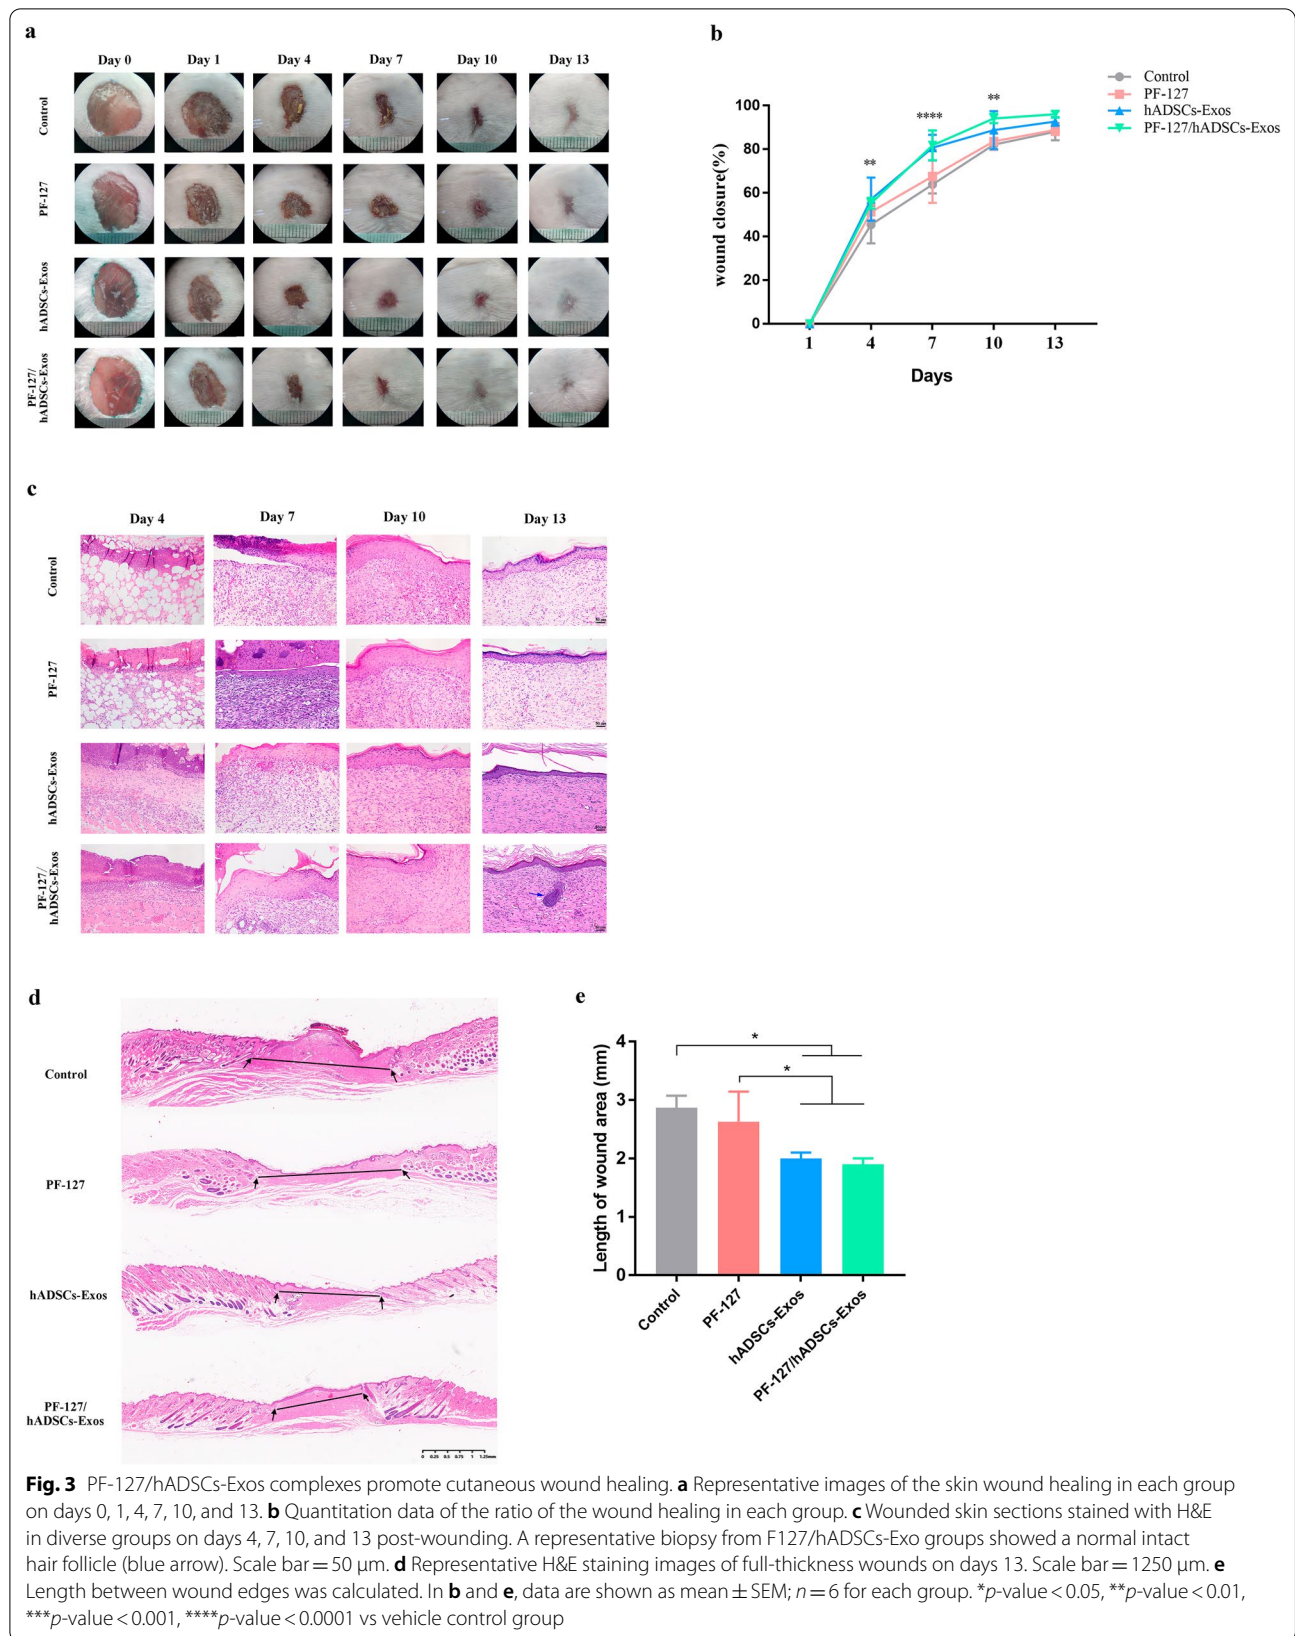 a
Day 0 Day 1 Day 4 Day 7 Day 10 Day 13
Control
PF-127
hADSCs-Exos
PF-127/
hADSCs-Exos
b
Control
PF-127
hADSCs-Exos
PF-127/hADSCs-Exos
wound closure(%)
100
80
60
40
20
0
** **** **
1 4 7 10 13
Days
c
Day 4 Day 7 Day 10 Day 13
Control
PF-127
hADSCs-Exos
PF-127/
hADSCs-Exos
d
Control
PF-127
hADSCs-Exos
PF-127/
hADSCs-Exos
0 0.25 0.5 0.75 1 1.25mm
e
Length of wound area (mm)
4
3
2
1
0
*
*
Control
PF-127
hADSCs-Exos
PF-127/hADSCs-Exos
Fig. 3 PF-127/hADSCs-Exos complexes promote cutaneous wound healing. a Representative images of the skin wound healing in each group
on days 0, 1, 4, 7, 10, and 13. b Quantitation data of the ratio of the wound healing in each group. c Wounded skin sections stained with H&E
in diverse groups on days 4, 7, 10, and 13 post-wounding. A representative biopsy from F127/hADSCs-Exo groups showed a normal intact
hair follicle (blue arrow). Scale bar = 50 μm. d Representative H&E staining images of full-thickness wounds on days 13. Scale bar = 1250 μm. e
Length between wound edges was calculated. In b and e, data are shown as mean ± SEM; n = 6 for each group. *p-value < 0.05, **p-value < 0.01,
***p-value < 0.001, ****p-value < 0.0001 vs vehicle control group